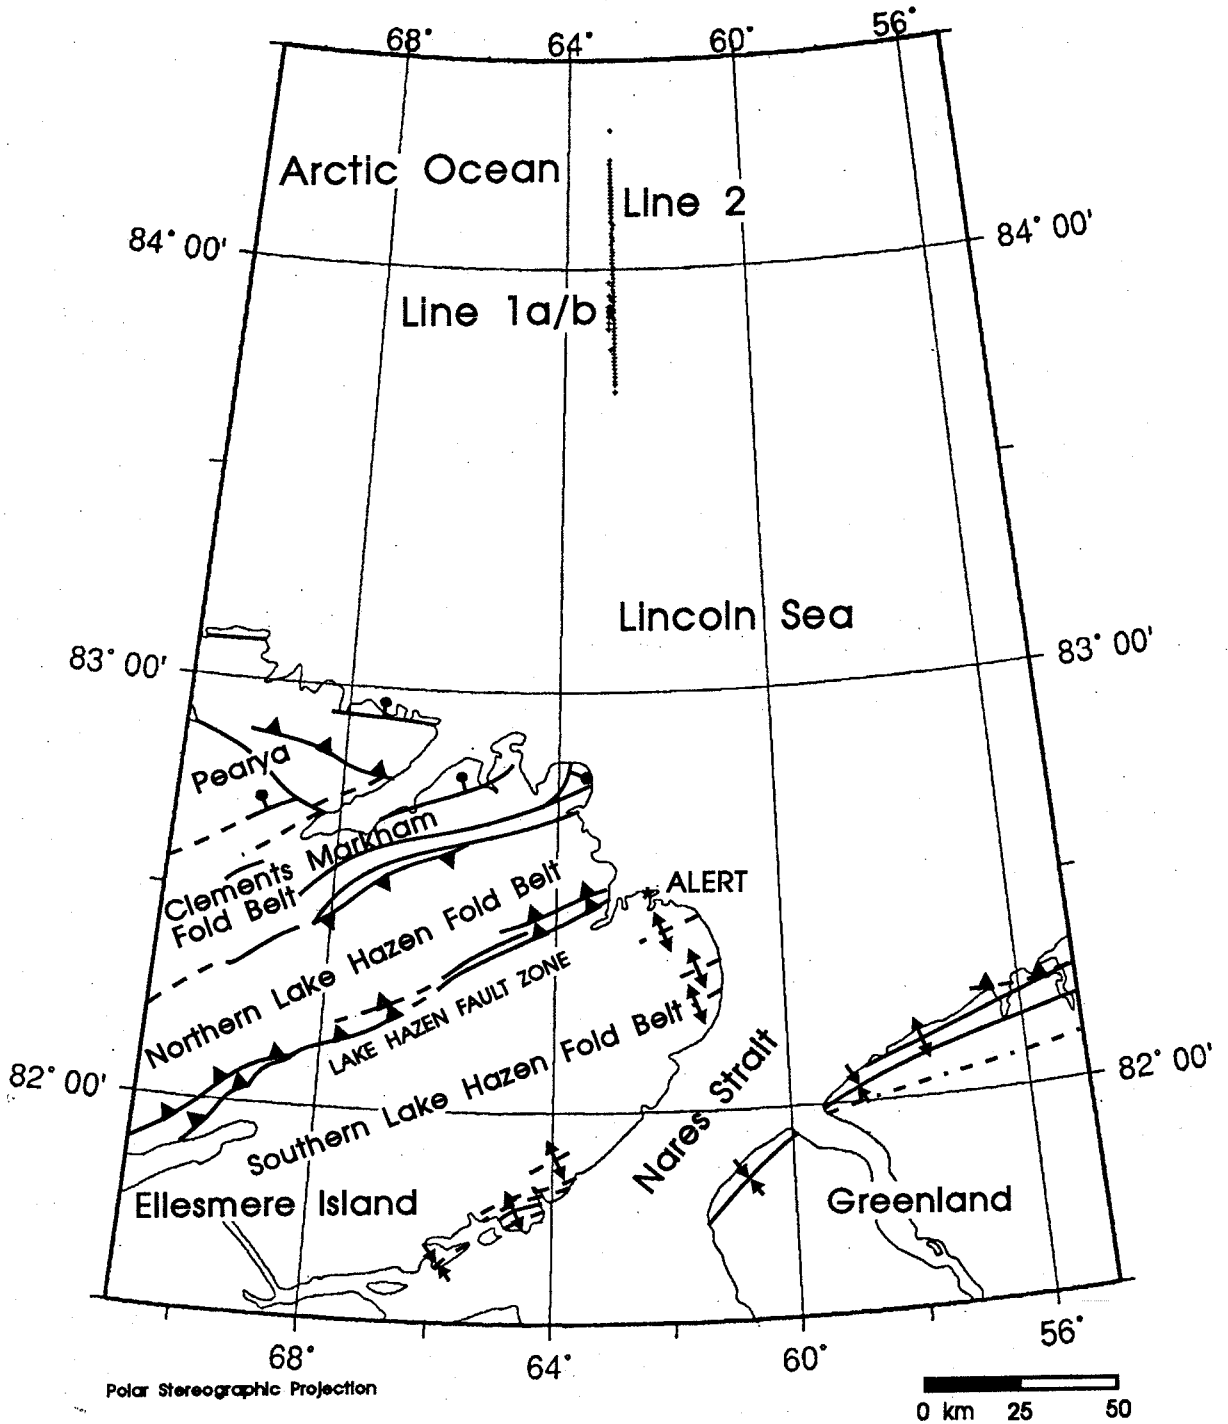 68° 64° 60° 56°
Arctic Ocean
Line 2
84° 00' 84° 00'
Line 1a/b
Lincoln Sea
83° 00' 83° 00'
Pearya
Clements Markham
Fold Belt
ALERT
Northern Lake Hazen Fold Belt
LAKE HAZEN FAULT ZONE
Southern Lake Hazen Fold Belt
Nares Strait
82° 00' 82° 00'
Ellesmere Island
Greenland
68° 64° 60° 56°
Polar Stereographic Projection
0 km 25 50